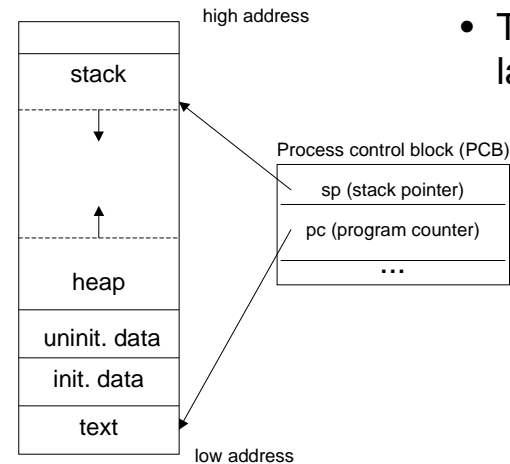 high address
stack
heap
uninit. data
init. data
text
low address
Process control block (PCB)
sp (stack pointer)
pc (program counter)
...
•